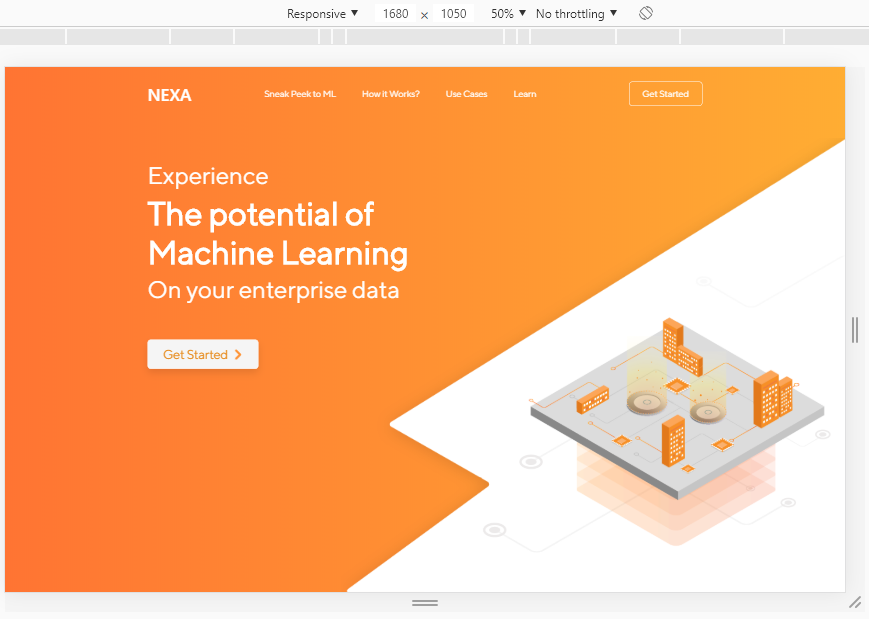 Responsive ▼ 1680 × 1050 50% ▼ No throttling ▼
NEXA Sneak Peek to ML How it Works? Use Cases Learn Get Started
Experience
The potential of
Machine Learning
On your enterprise data
Get Started